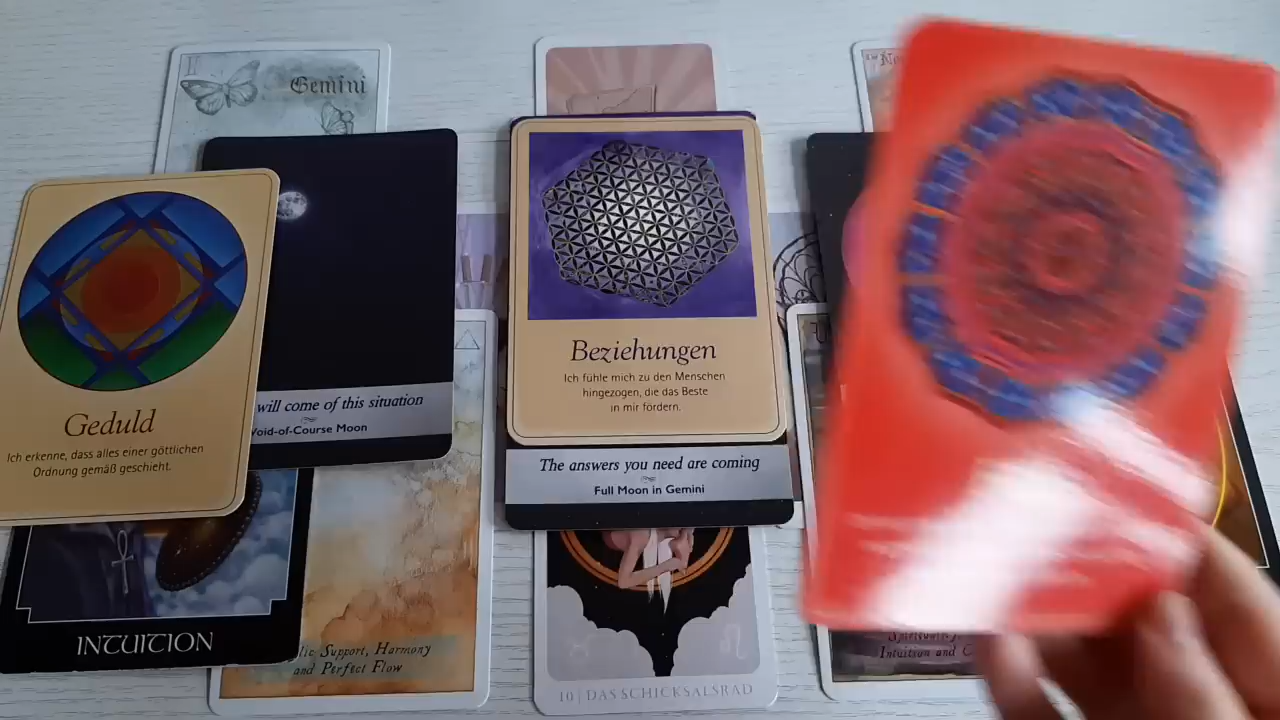 II
Gemini
Geduld
Ich erkenne, dass alles einer göttlichen
Ordnung gemäß geschieht.
will come of this situation
Void-of-Course Moon
INTUITION
Support, Harmony
and Perfect Flow
Beziehungen
Ich fühle mich zu den Menschen
hingezogen, die das Beste
in mir fördern.
The answers you need are coming
Full Moon in Gemini
10 | DAS SCHICKSALSRAD
Intuition and